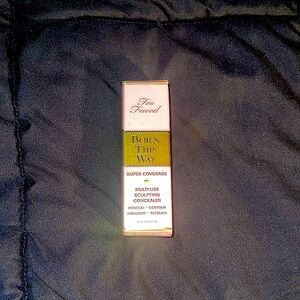 Too
Faced
BORN
THIS
WAY
SUPER COVERAGE
MULTI-USE
SCULPTING
CONCEALER
CONCEAL • CONTOUR
HIGHLIGHT • RETOUCH